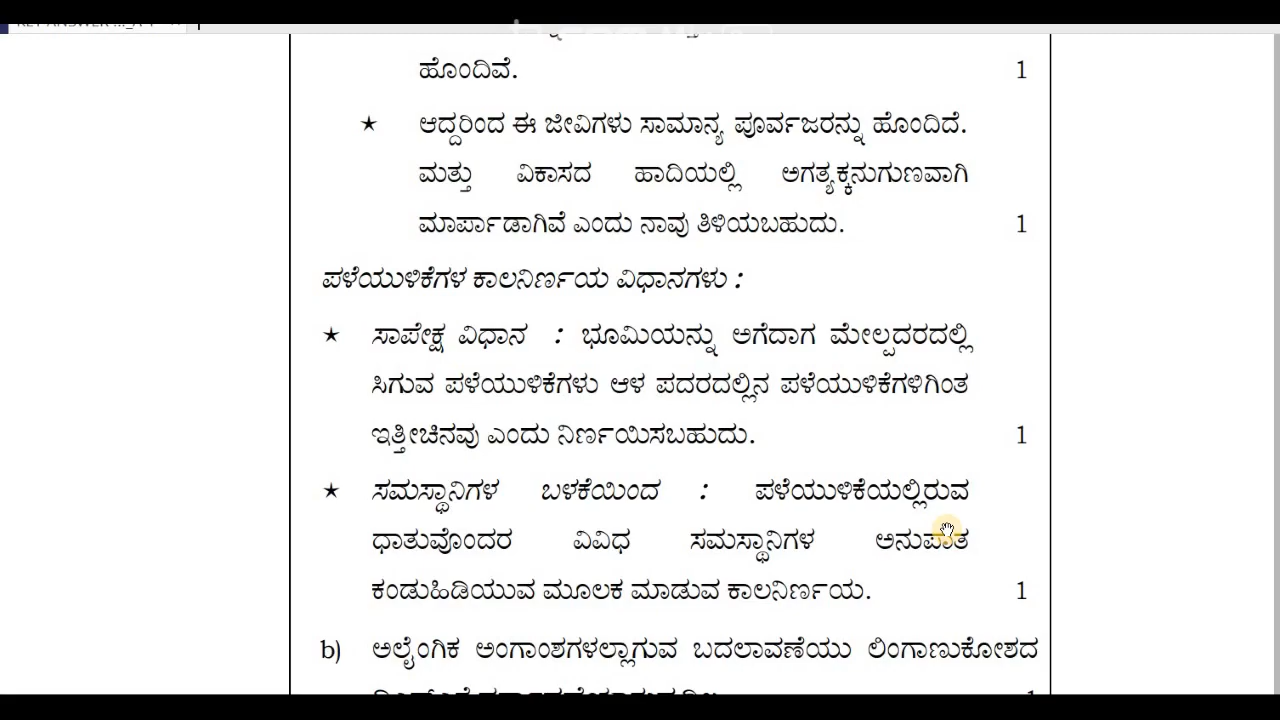 ಹೊಂದಿವೆ. 1
★ ಆದ್ದರಿಂದ ಈ ಜೀವಿಗಳು ಸಾಮಾನ್ಯ ಪೂರ್ವಜರನ್ನು ಹೊಂದಿದೆ.
ಮತ್ತು ವಿಕಾಸದ ಹಾದಿಯಲ್ಲಿ ಅಗತ್ಯಕ್ಕನುಗುಣವಾಗಿ
ಮಾರ್ಪಾಡಾಗಿವೆ ಎಂದು ನಾವು ತಿಳಿಯಬಹುದು. 1
ಪಳೆಯುಳಿಕೆಗಳ ಕಾಲನಿರ್ಣಯ ವಿಧಾನಗಳು :
★ ಸಾಪೇಕ್ಷ ವಿಧಾನ : ಭೂಮಿಯನ್ನು ಅಗೆದಾಗ ಮೇಲ್ಪದರದಲ್ಲಿ
ಸಿಗುವ ಪಳೆಯುಳಿಕೆಗಳು ಆಳ ಪದರದಲ್ಲಿನ ಪಳೆಯುಳಿಕೆಗಳಿಗಿಂತ
ಇತ್ತೀಚಿನವು ಎಂದು ನಿರ್ಣಯಿಸಬಹುದು. 1
★ ಸಮಸ್ಥಾನಿಗಳ ಬಳಕೆಯಿಂದ : ಪಳೆಯುಳಿಕೆಯಲ್ಲಿರುವ
ಧಾತುವೊಂದರ ವಿವಿಧ ಸಮಸ್ಥಾನಿಗಳ ಅನುಪಾತ
ಕಂಡುಹಿಡಿಯುವ ಮೂಲಕ ಮಾಡುವ ಕಾಲನಿರ್ಣಯ. 1
b) ಅಲೈಂಗಿಕ ಅಂಗಾಂಶಗಳಲ್ಲಾಗುವ ಬದಲಾವಣೆಯು ಲಿಂಗಾಣುಕೋಶದ